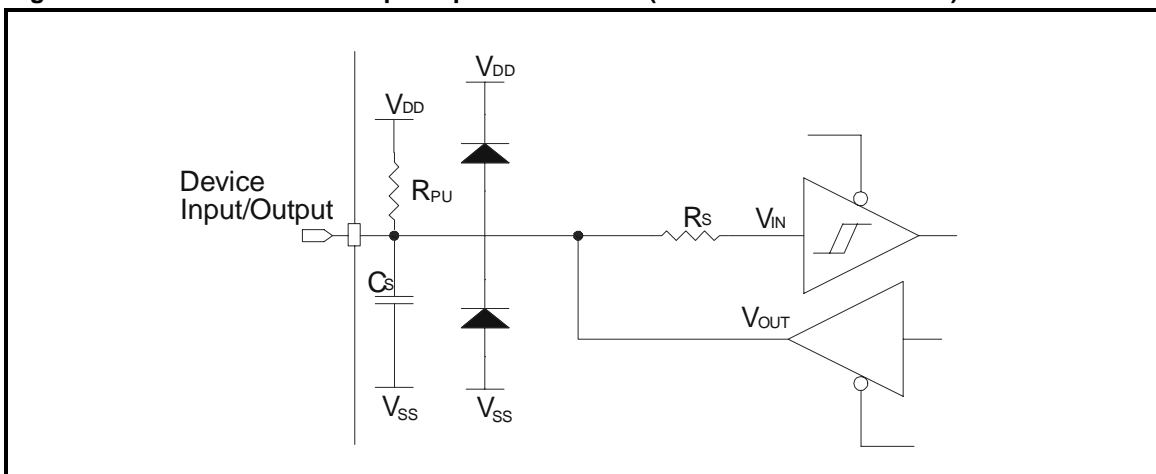 VDD
VDD
Device
Input/Output
RPU
RS
VIN
CS
VOUT
VSS
VSS